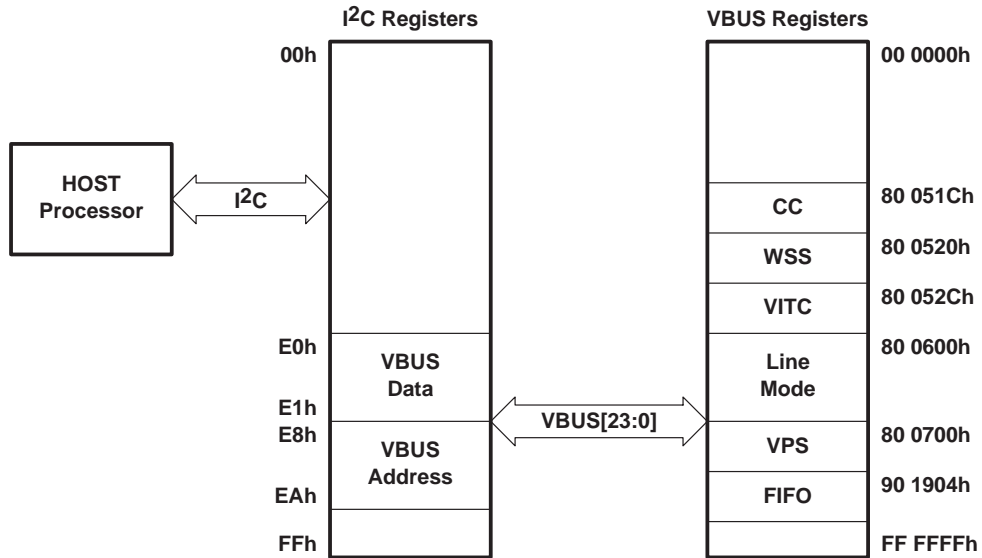 I2C Registers
VBUS Registers
00h
00 0000h
HOST
Processor
I2C
CC
80 051Ch
WSS
80 0520h
VITC
80 052Ch
E0h
VBUS
Data
Line
Mode
80 0600h
E1h
VBUS[23:0]
E8h
VBUS
Address
VPS
80 0700h
EAh
FIFO
90 1904h
FFh
FF FFFFh